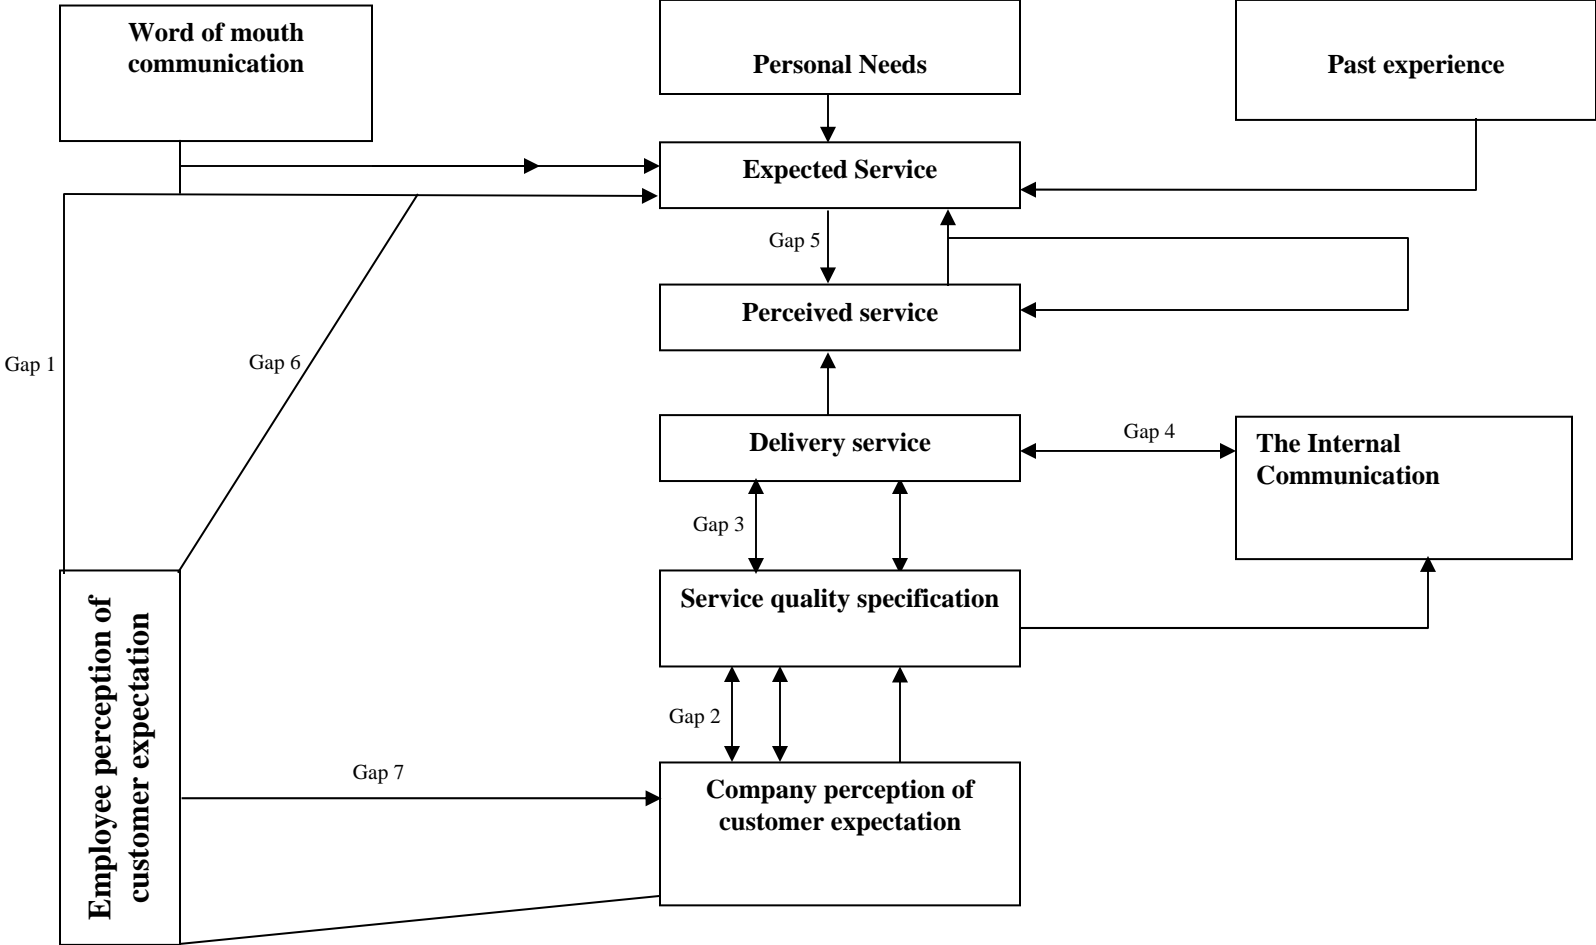 Word of mouth
communication
Personal Needs
Past experience
Expected Service
Gap 5
Perceived service
Gap 1
Gap 6
Delivery service
Gap 4
The Internal
Communication
Gap 3
Service quality specification
Employee perception of
customer expectation
Gap 2
Gap 7
Company perception of
customer expectation